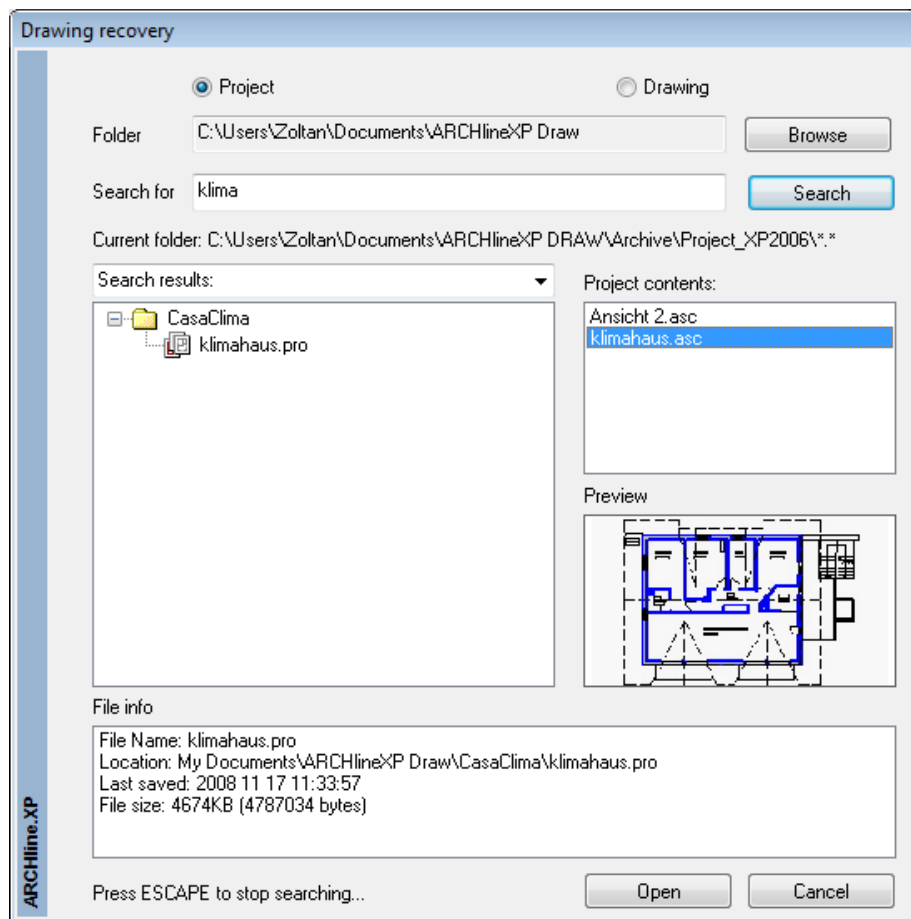 Drawing recovery
Project
Drawing
Folder
C:\Users\Zoltan\Documents\ARCHlineXP Draw
Browse
Search for
klima
Search
Current folder: C:\Users\Zoltan\Documents\ARCHlineXP DRAW\Archive\Project_XP2006\*.*
Search results:
Project contents:
CasaClima
klimahaus.pro
Ansicht 2.asc
klimahaus.asc
Preview
File info
File Name: klimahaus.pro
Location: My Documents\ARCHlineXP Draw\CasaClima\klimahaus.pro
Last saved: 2008 11 17 11:33:57
File size: 4674KB (4787034 bytes)
ARCHline.XP
Press ESCAPE to stop searching...
Open
Cancel